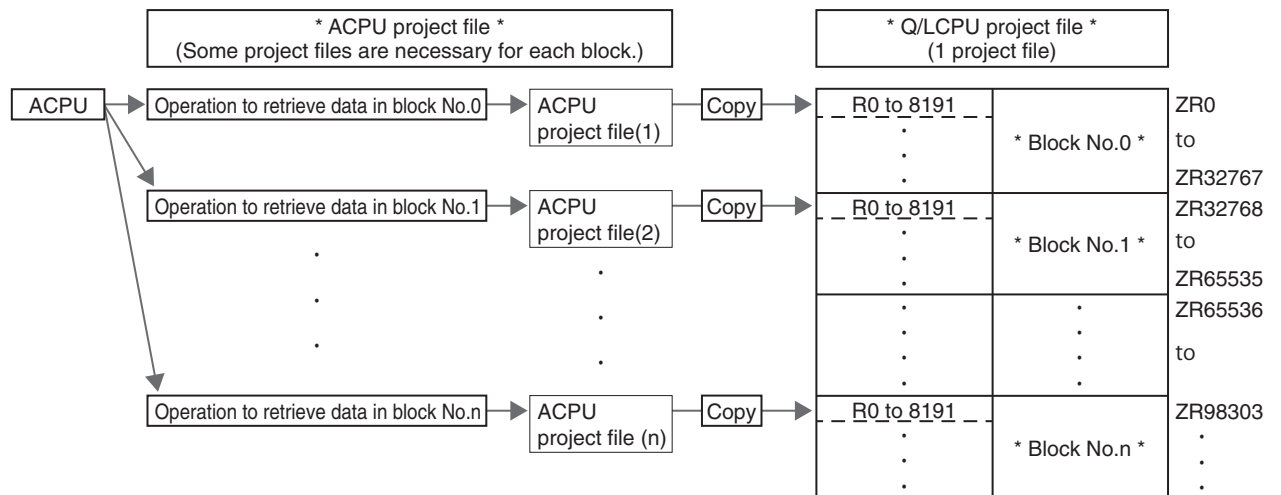 * ACPU project file *
(Some project files are necessary for each block.)
* Q/LCPU project file *
(1 project file)
ACPU
Operation to retrieve data in block No.0
ACPU
project file(1)
Copy
R0 to 8191
* Block No.0 *
ZR0
to
ZR32767
Operation to retrieve data in block No.1
ACPU
project file(2)
Copy
R0 to 8191
* Block No.1 *
ZR32768
to
ZR65535
ZR65536
to
Operation to retrieve data in block No.n
ACPU
project file (n)
Copy
R0 to 8191
* Block No.n *
ZR98303